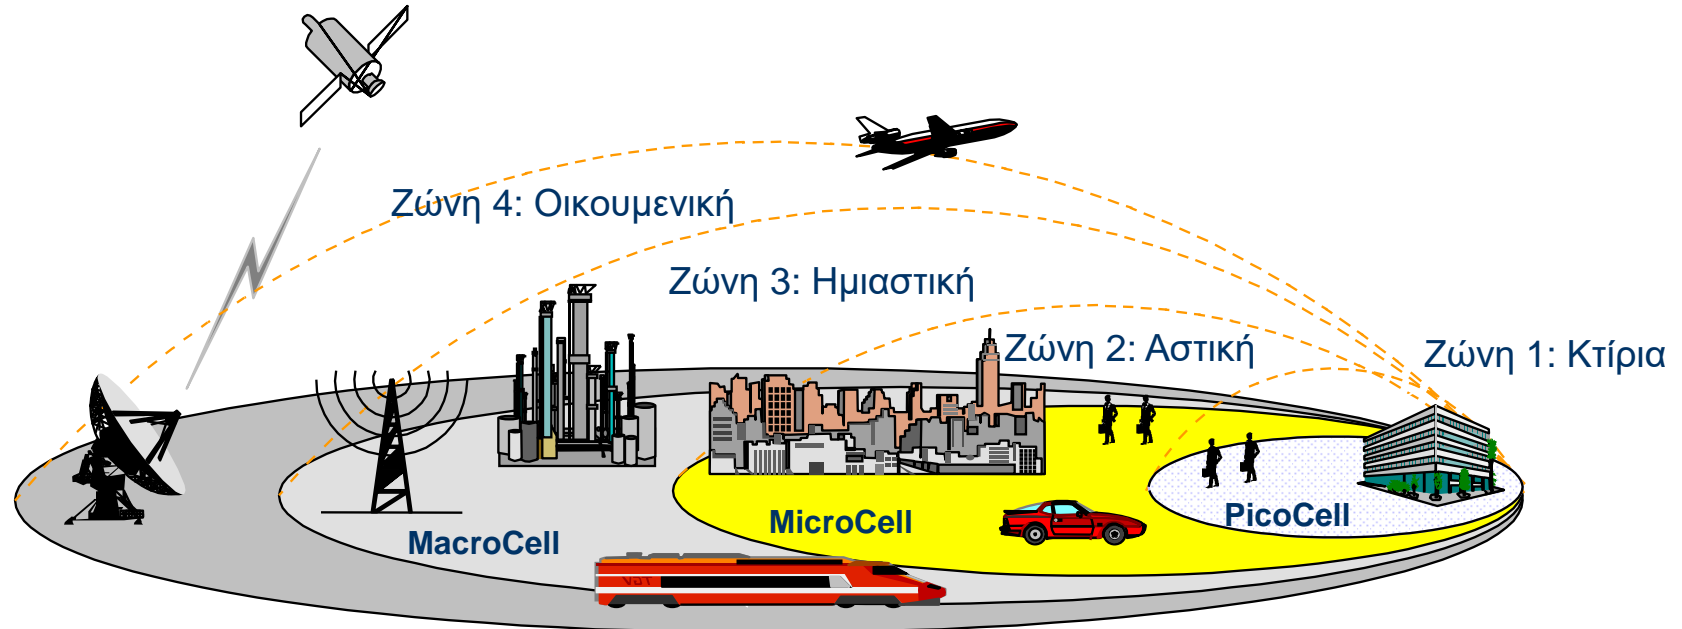 Ζώνη 4: Οικουμενική
Ζώνη 3: Ημιαστική
Ζώνη 2: Αστική
Ζώνη 1: Κτίρια
MacroCell
MicroCell
PicoCell